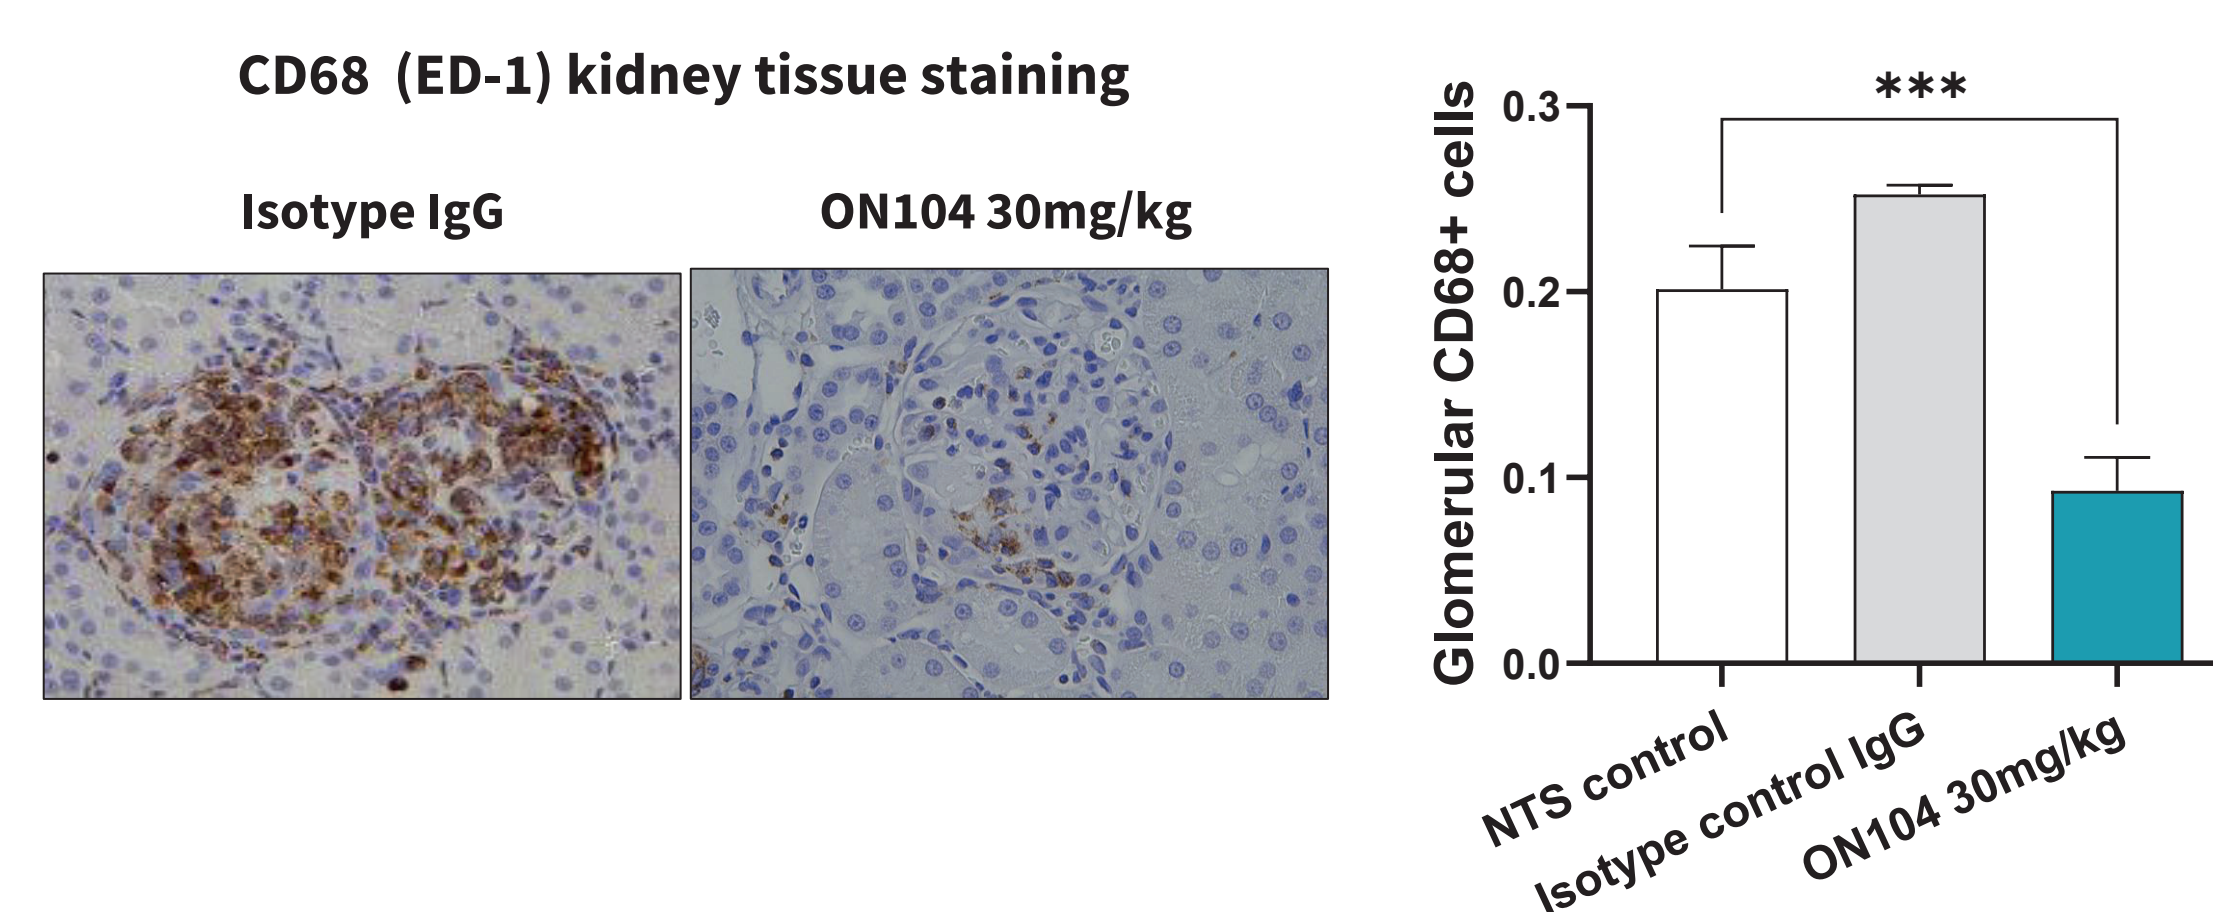 CD68 (ED-1) kidney tissue staining
Isotype IgG
ON104 30mg/kg
Glomerular CD68+ cells
0.3
0.2
0.1
0.0
***
NTS control
Isotype control IgG
ON104 30mg/kg